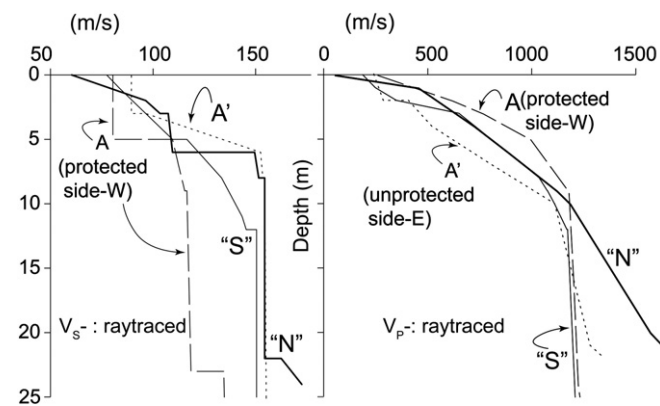 (m/s)
(m/s)
50 100 150
0 500 1000 1500
0
5
10
15
20
25
A'
A
(protected
side-W)
"S"
"N"
Vs- : raytraced
Depth (m)
A (protected
side-W)
A'
(unprotected
side-E)
"N"
"S"
VP-: raytraced